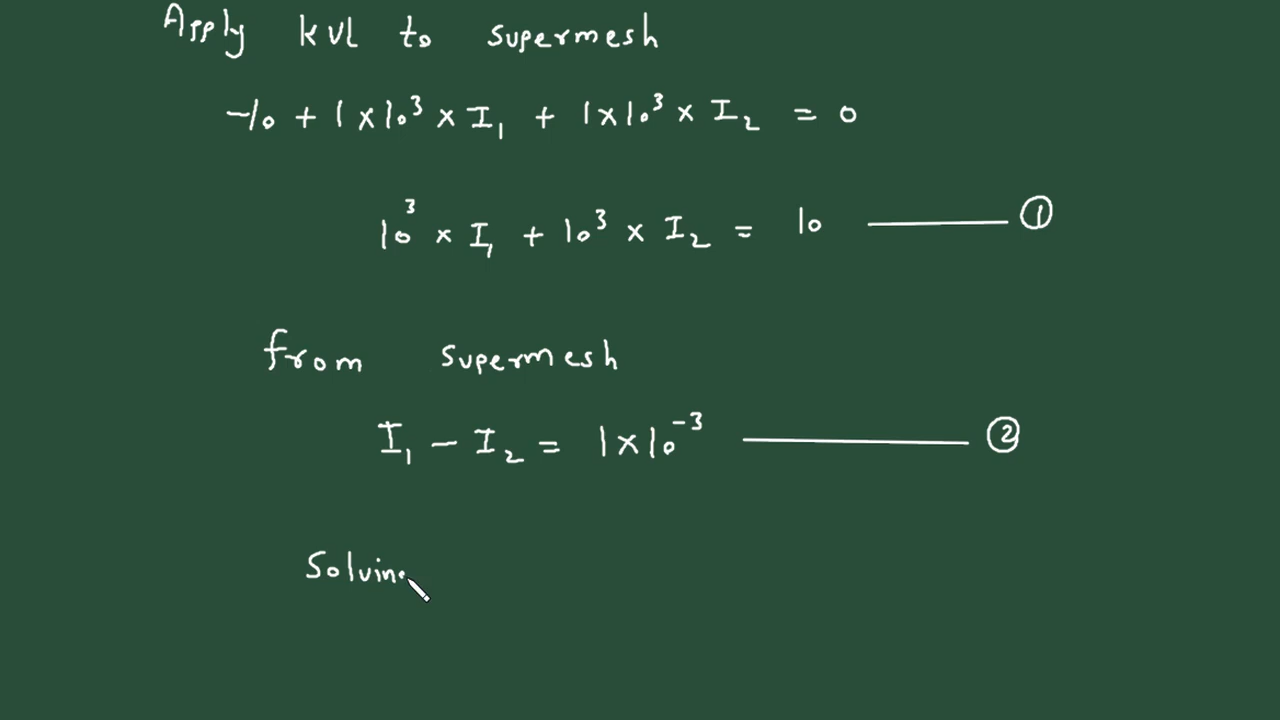 Apply kvl to supermesh
-10 + 1 × 10³ × I₁ + 1×10³ × I₂ = 0
10³ × I₁ + 10³ × I₂ = 10 ——— ①
from supermesh
I₁ - I₂ = 1×10⁻³ ——— ②
Solving